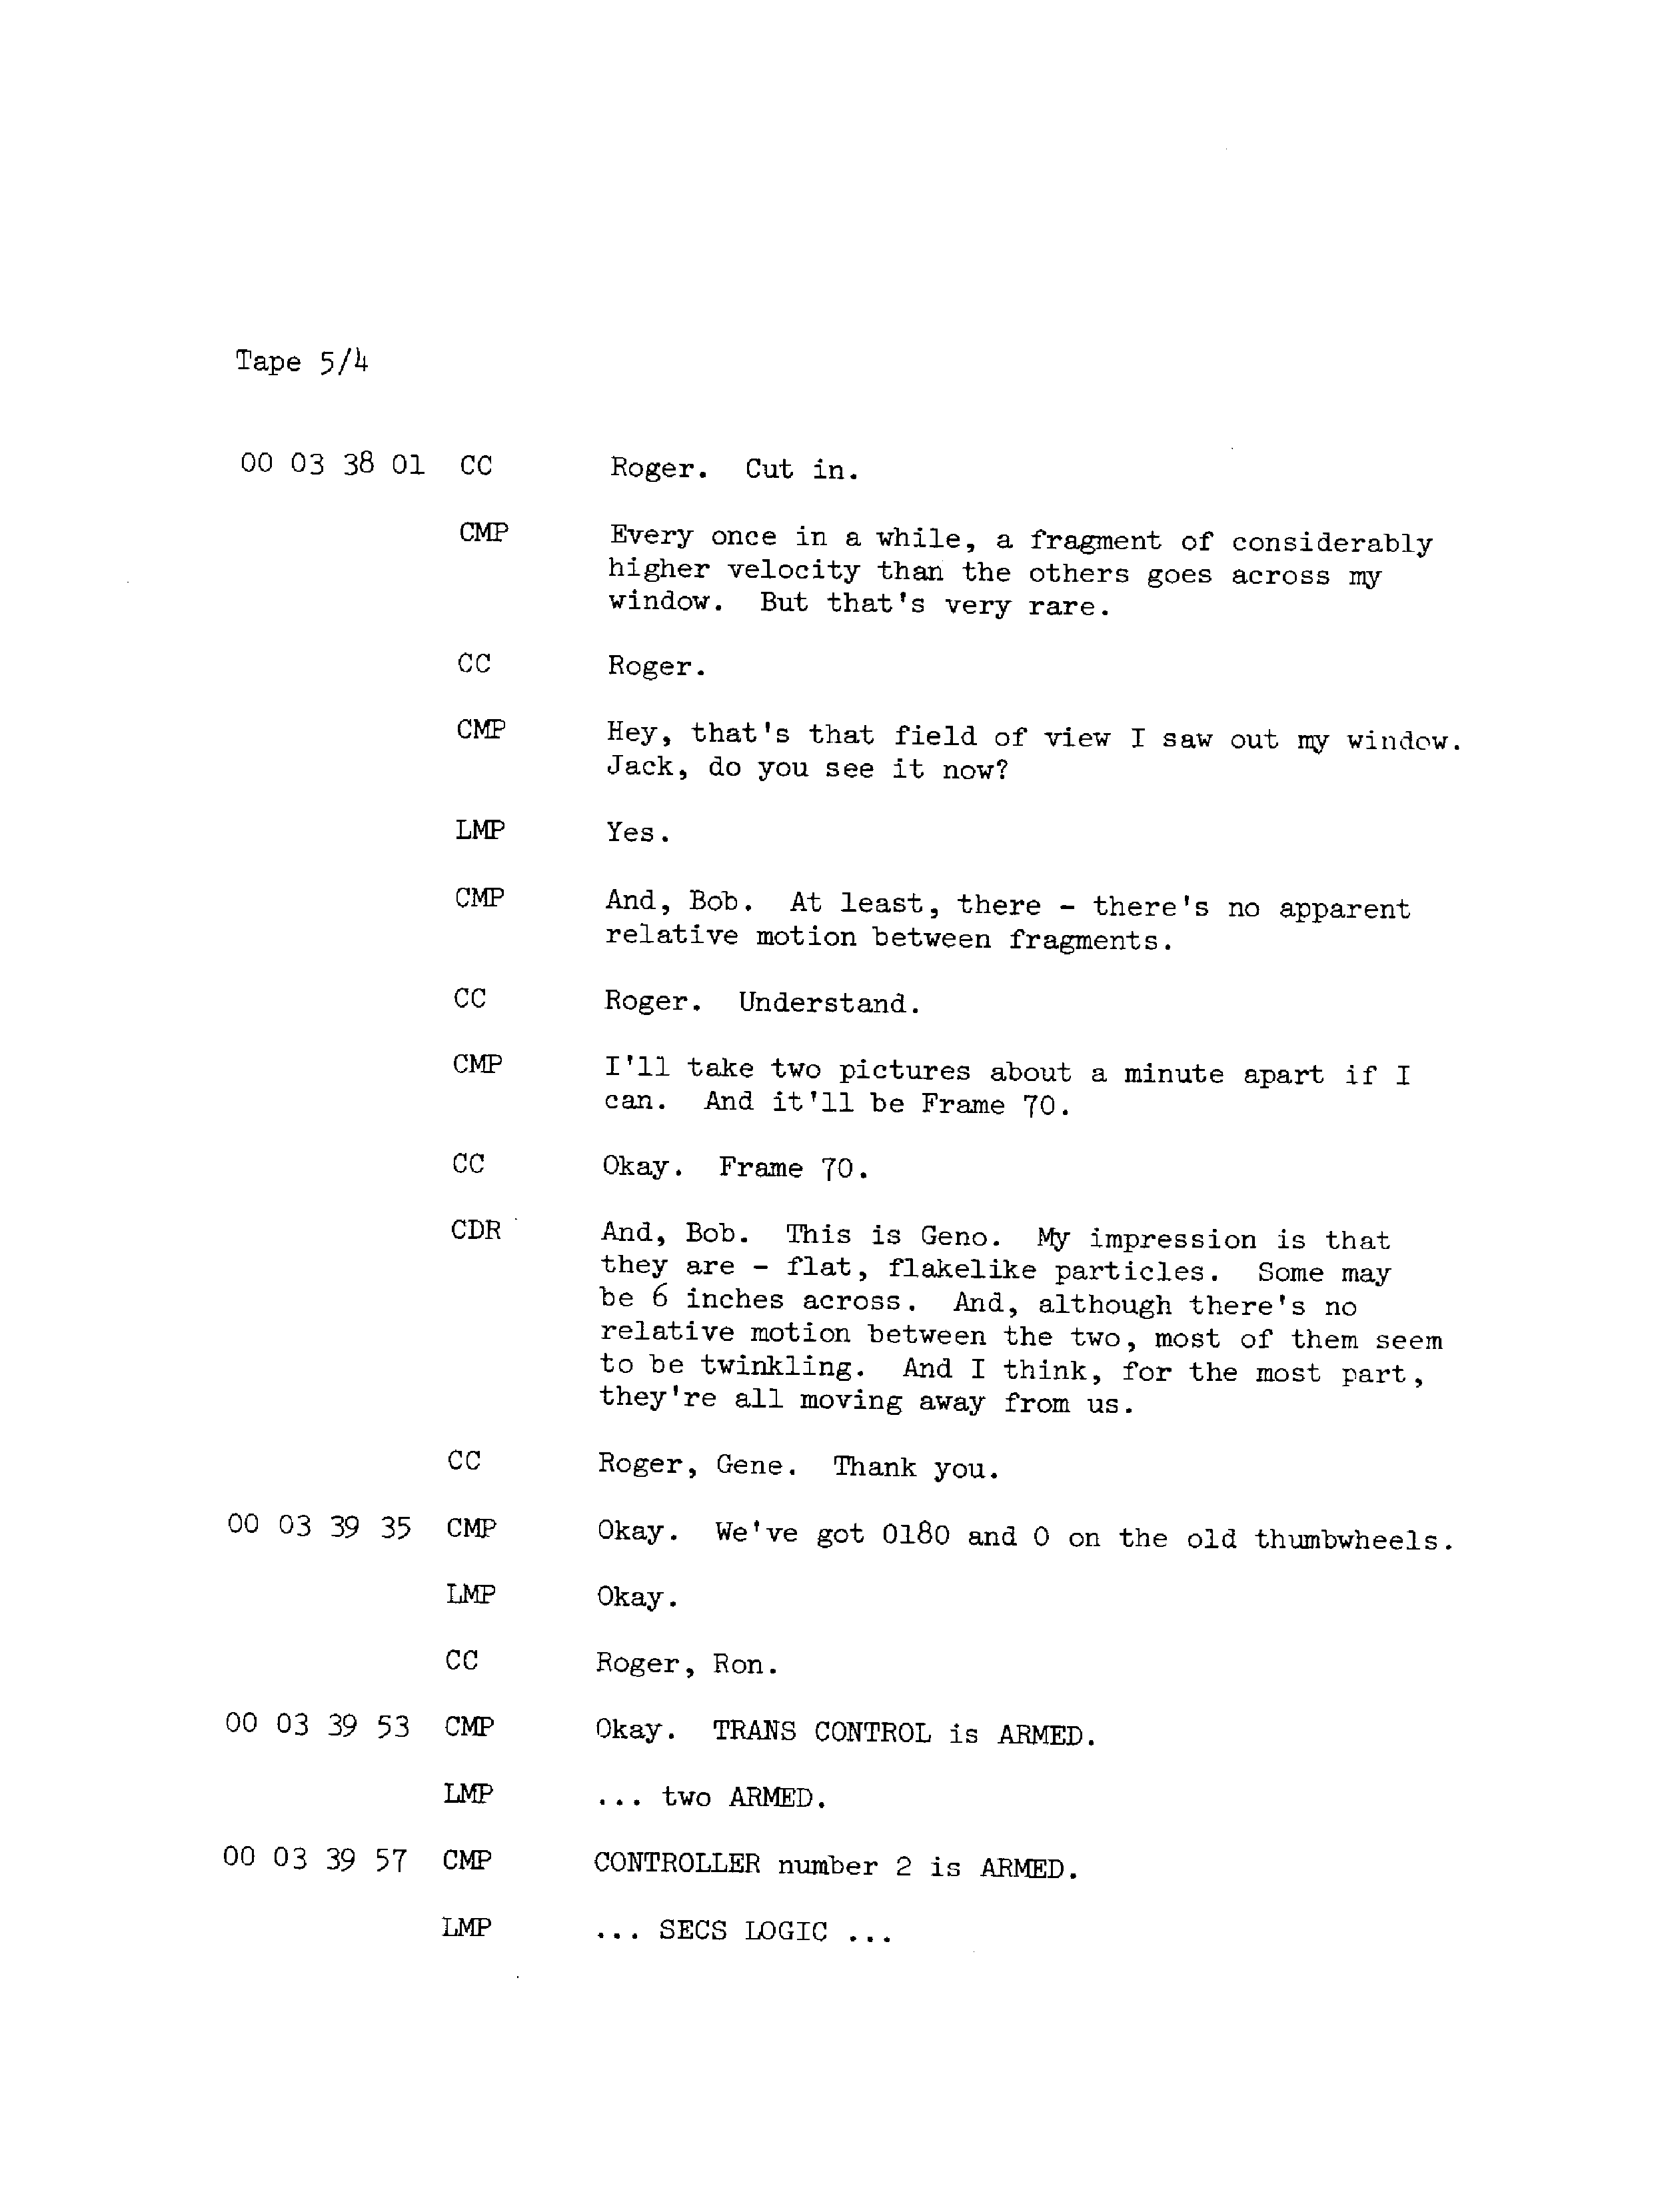 Tape 5/4
00 03 38 01 CC Roger. Cut in.
CMP Every once in a while, a fragment of considerably
higher velocity than the others goes across my
window. But that's very rare.
CC Roger.
CMP Hey, that's that field of view I saw out my window.
Jack, do you see it now?
LMP Yes.
CMP And, Bob. At least, there - there's no apparent
relative motion between fragments.
CC Roger. Understand.
CMP I'll take two pictures about a minute apart if I
can. And it'll be Frame 70.
CC Okay. Frame 70.
CDR And, Bob. This is Geno. My impression is that
they are - flat, flakelike particles. Some may
be 6 inches across. And, although there's no
relative motion between the two, most of them seem
to be twinkling. And I think, for the most part,
they're all moving away from us.
CC Roger, Gene. Thank you.
00 03 39 35 CMP Okay. We've got 0180 and 0 on the old thumbwheels.
LMP Okay.
CC Roger, Ron.
00 03 39 53 CMP Okay. TRANS CONTROL is ARMED.
LMP ... two ARMED.
00 03 39 57 CMP CONTROLLER number 2 is ARMED.
LMP ... SECS LOGIC ...